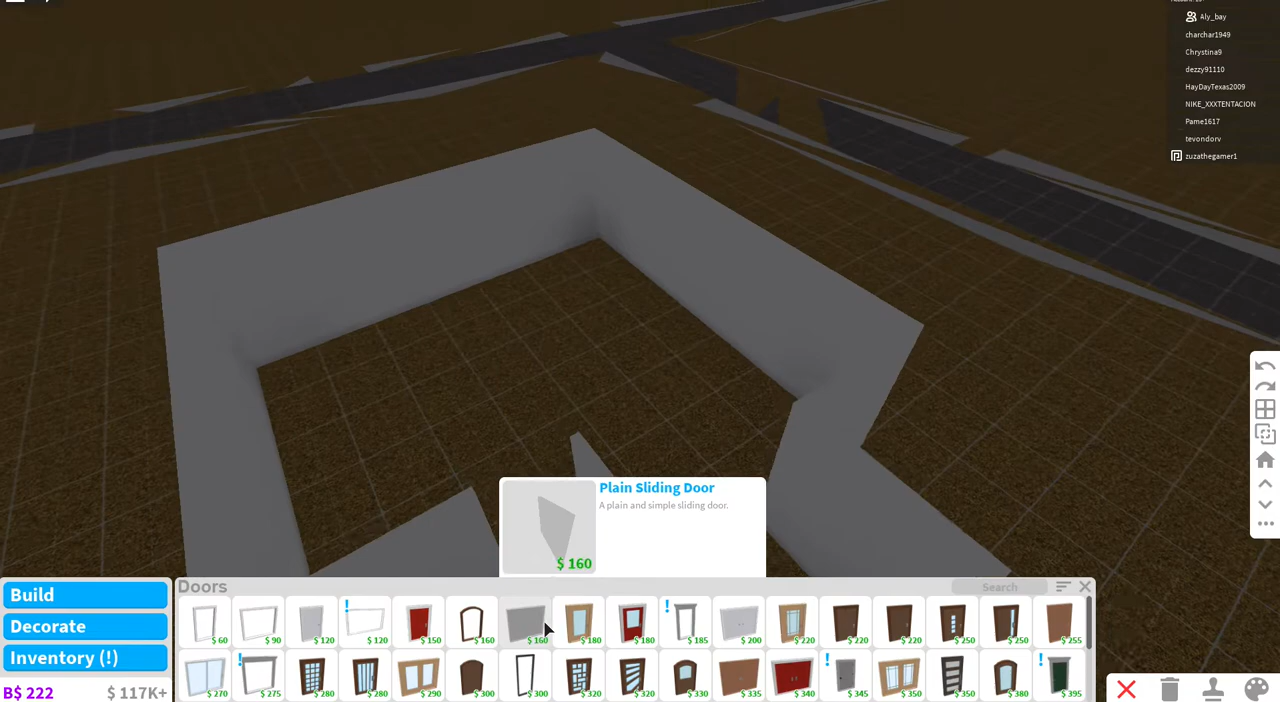 Aly_bay
charchar1949
Chrystina9
dezzy91110
HayDayTexas2009
NIKE_XXXTENTACION
Pame1617
tevondorv
zuzathegamer1
Plain Sliding Door
A plain and simple sliding door.
$ 160
Build
Decorate
Inventory (!)
B$ 222
$ 117K+
Doors
Search
$ 60
$ 90
$ 120
!
$ 120
$ 150
$ 160
$ 160
$ 180
$ 180
!
$ 185
$ 200
$ 220
$ 220
$ 220
$ 250
$ 250
$ 255
$ 270
!
$ 275
$ 280
$ 280
$ 290
$ 300
$ 300
$ 320
$ 320
$ 330
$ 335
$ 340
!
$ 345
$ 350
$ 350
$ 380
!
$ 395